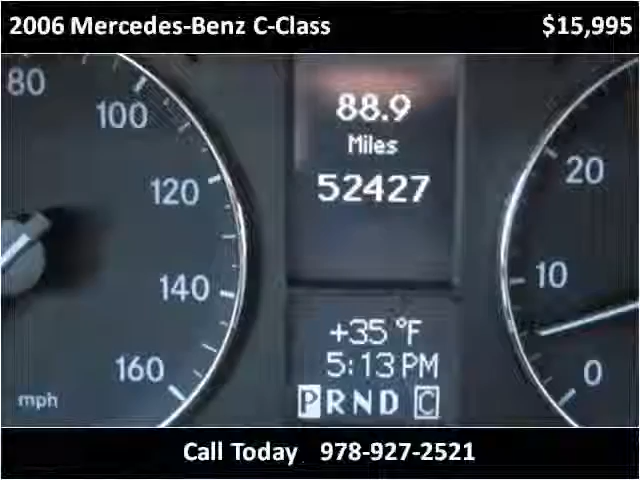 2006 Mercedes-Benz C-Class $15,995
80
100
120
140
160
mph
88.9
Miles
52427
+35 °F
5:13 PM
P R N D C
20
10
0
Call Today 978-927-2521